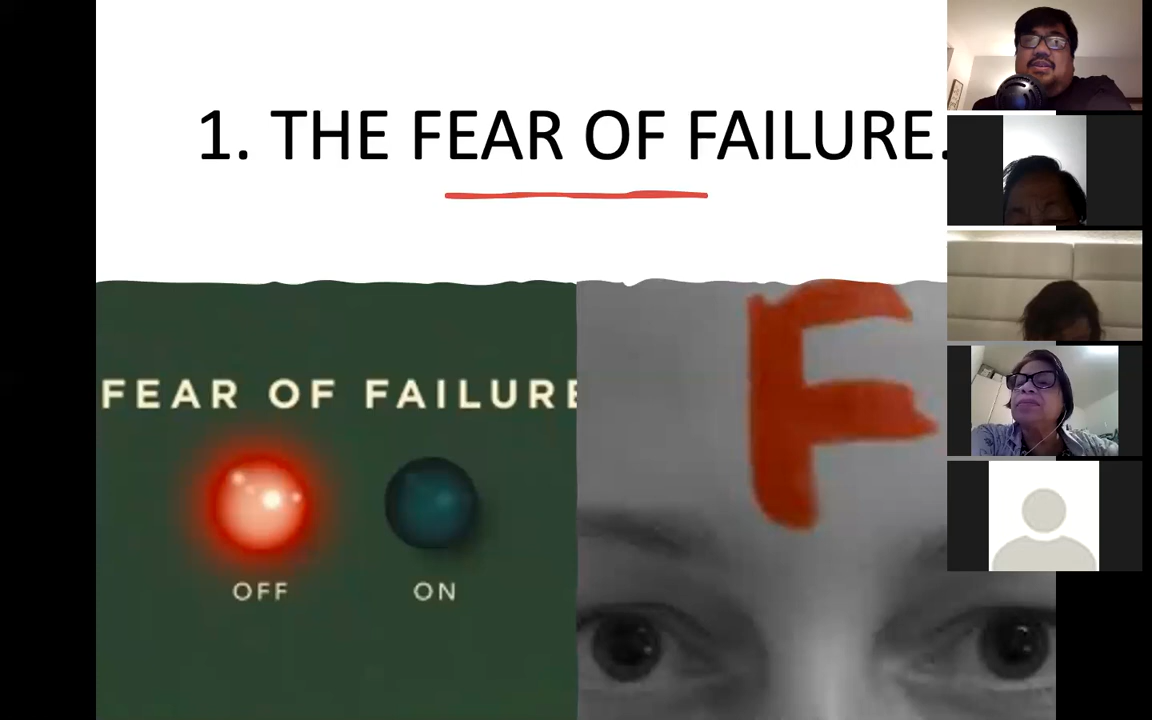 1. THE FEAR OF FAILURE.
FEAR OF FAILURE
OFF
ON
F